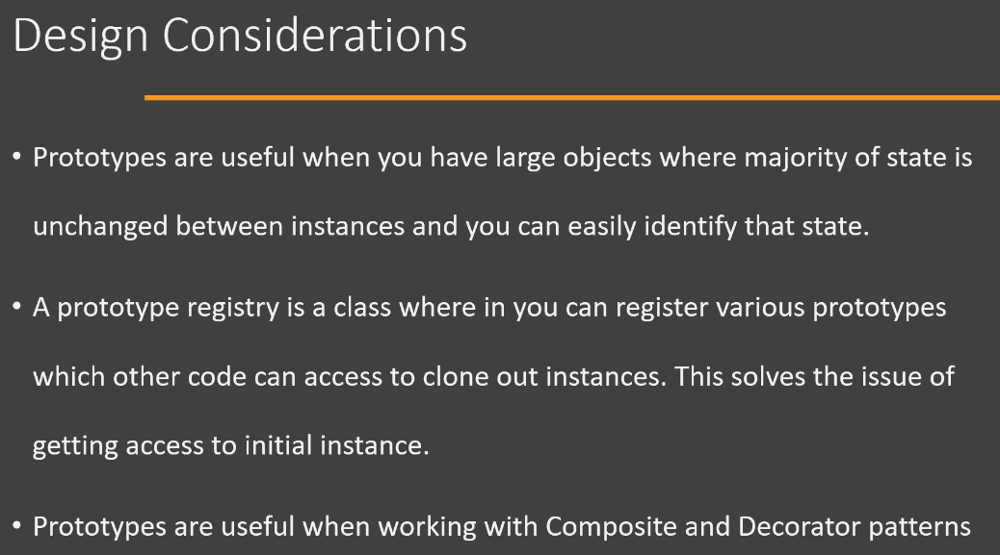 Design Considerations
• Prototypes are useful when you have large objects where majority of state is
unchanged between instances and you can easily identify that state.
• A prototype registry is a class where in you can register various prototypes
which other code can access to clone out instances. This solves the issue of
getting access to initial instance.
• Prototypes are useful when working with Composite and Decorator patterns